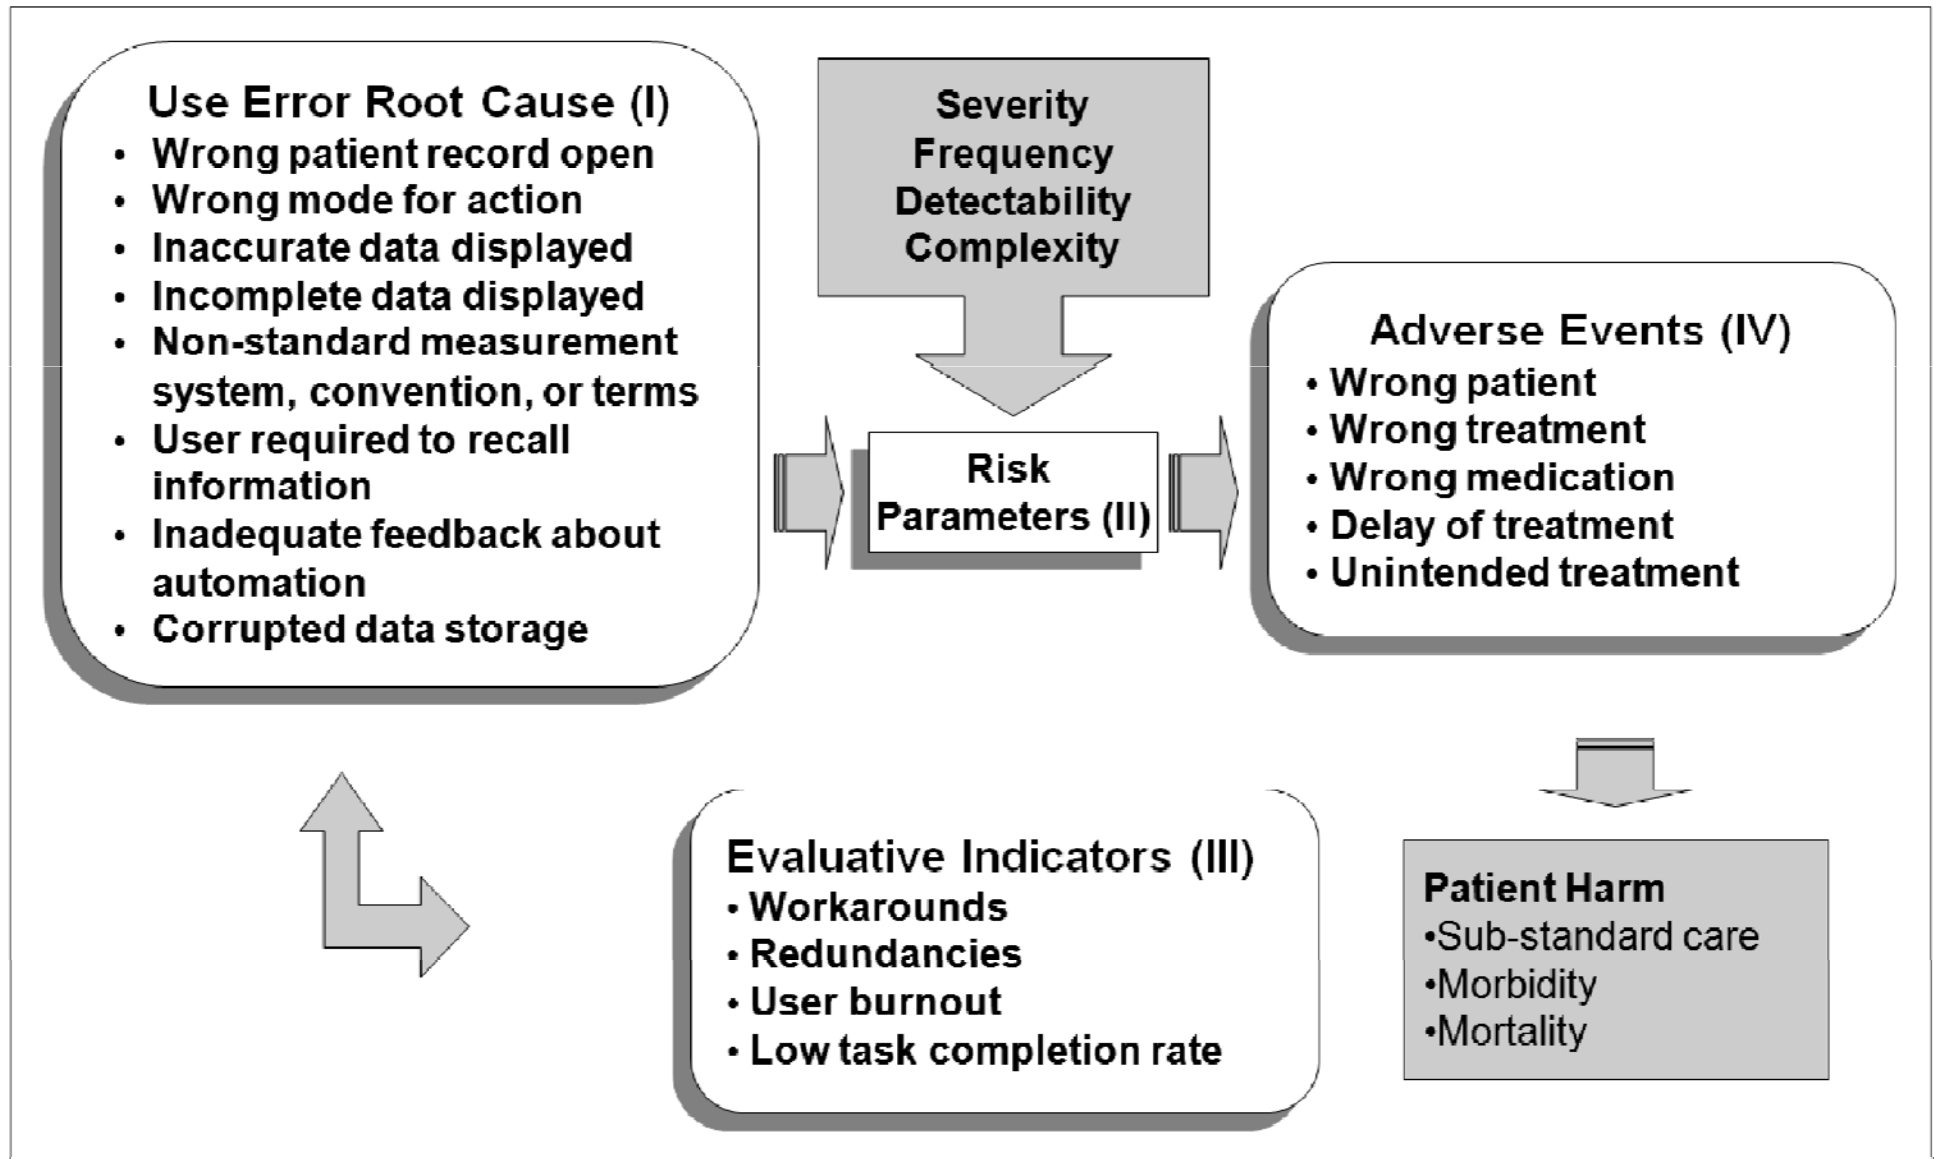 Use Error Root Cause (I)
• Wrong patient record open
• Wrong mode for action
• Inaccurate data displayed
• Incomplete data displayed
• Non-standard measurement
system, convention, or terms
• User required to recall
information
• Inadequate feedback about
automation
• Corrupted data storage
Severity
Frequency
Detectability
Complexity
Risk
Parameters (II)
Adverse Events (IV)
• Wrong patient
• Wrong treatment
• Wrong medication
• Delay of treatment
• Unintended treatment
Evaluative Indicators (III)
• Workarounds
• Redundancies
• User burnout
• Low task completion rate
Patient Harm
•Sub-standard care
•Morbidity
•Mortality